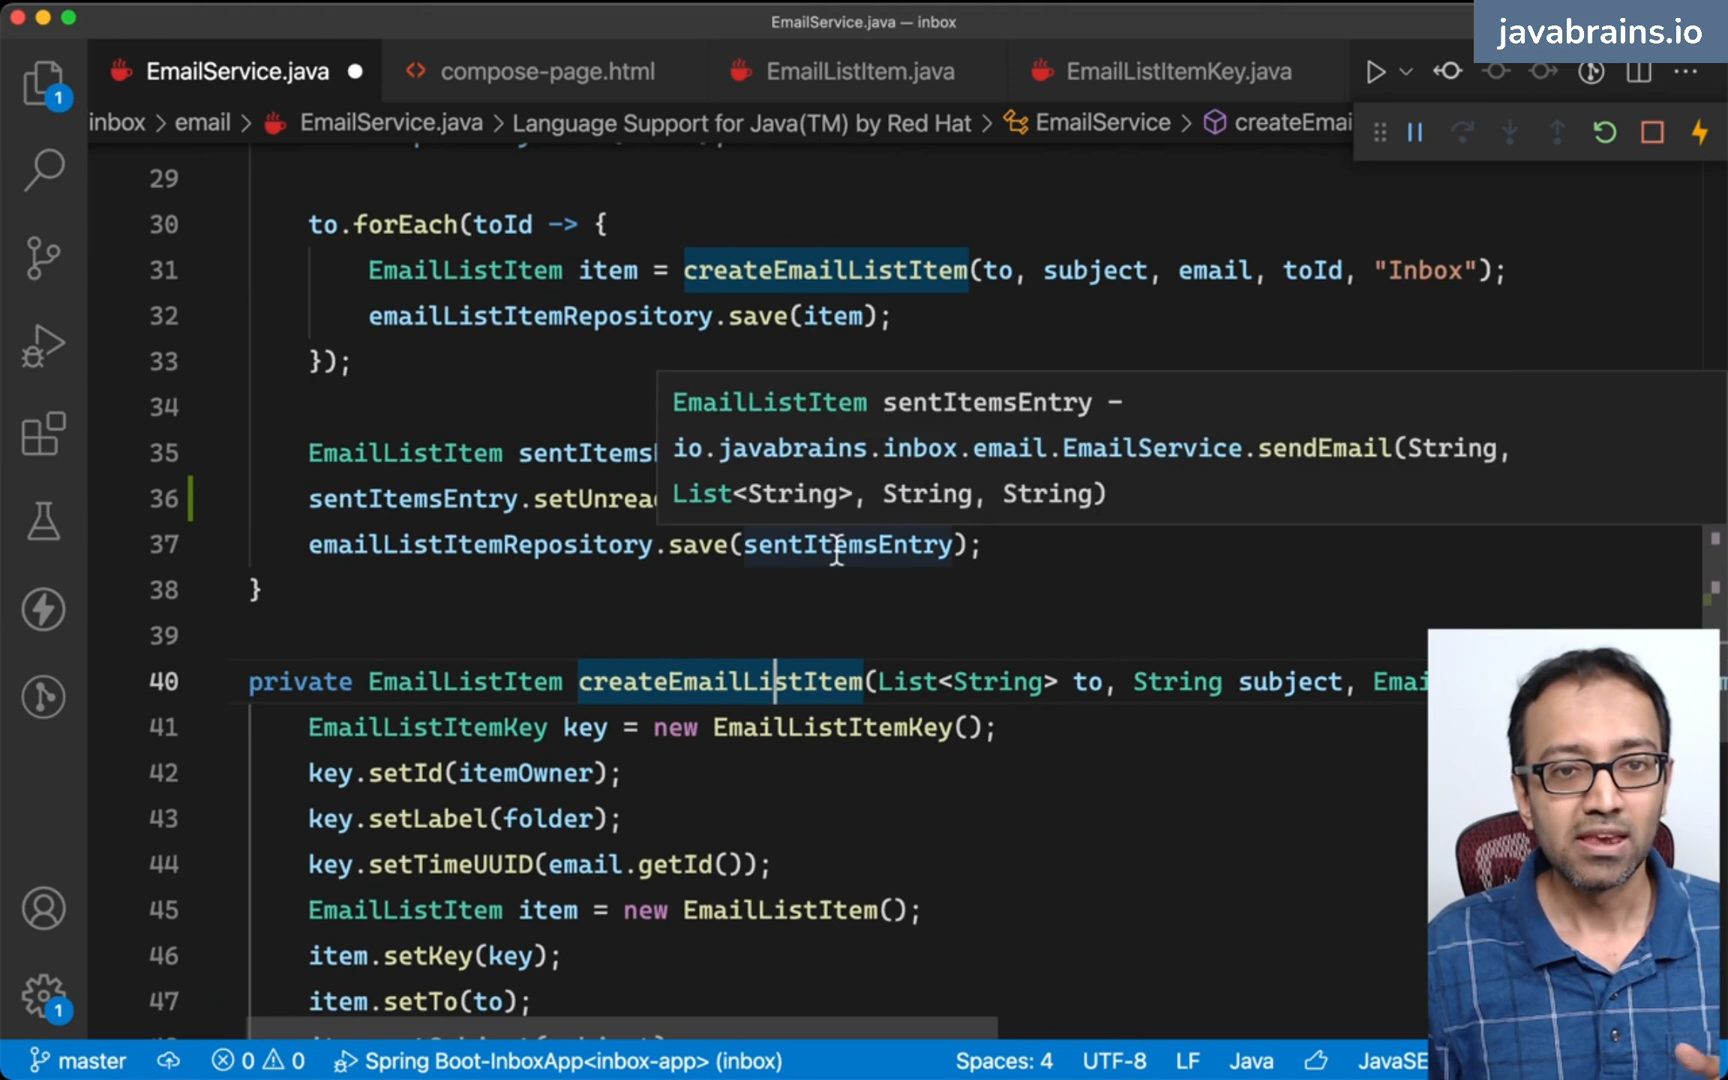 EmailService.java — inbox
javabrains.io
EmailService.java
compose-page.html
EmailListItem.java
EmailListItemKey.java
1
inbox > email > EmailService.java > Language Support for Java(TM) by Red Hat > EmailService > createEmai
29
30 to.forEach(toId -> {
31 EmailListItem item = createEmailListItem(to, subject, email, toId, "Inbox");
32 emailListItemRepository.save(item);
33 });
34
EmailListItem sentItemsEntry -
io.javabrains.inbox.email.EmailService.sendEmail(String,
List<String>, String, String)
35 EmailListItem sentItems
36 sentItemsEntry.setUnrea
37 emailListItemRepository.save(sentItemsEntry);
38 }
39
40 private EmailListItem createEmailListItem(List<String> to, String subject, Emai
41 EmailListItemKey key = new EmailListItemKey();
42 key.setId(itemOwner);
43 key.setLabel(folder);
44 key.setTimeUUID(email.getId());
45 EmailListItem item = new EmailListItem();
46 item.setKey(key);
47 item.setTo(to);
1
master
0 0
Spring Boot-InboxApp<inbox-app> (inbox)
Spaces: 4
UTF-8
LF
Java
JavaSE